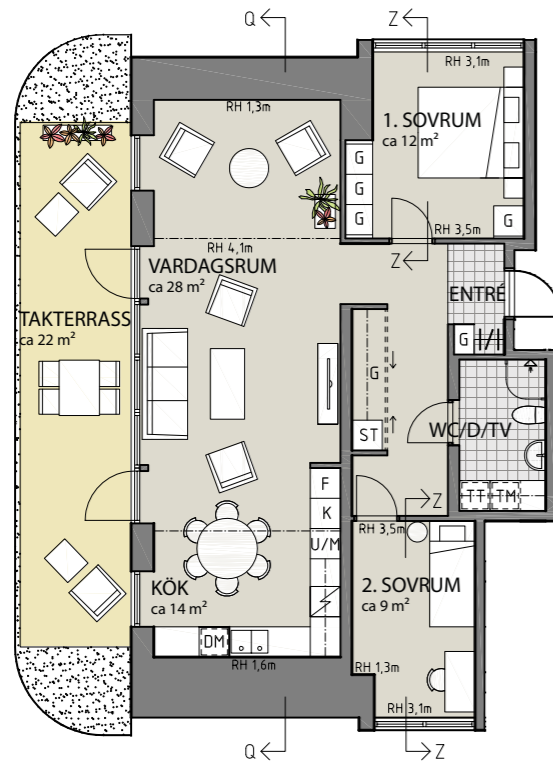 Q
Z
RH 3,1m
RH 1,3m
1. SOVRUM
ca 12 m²
G
G
G
G
RH 3,5m
RH 4,1m
Z
VARDAGSRUM
ca 28 m²
ENTRÉ
TAKTERRASS
ca 22 m²
G
G
ST
WC/D/TV
F
K
U/M
TT
TM
Z
RH 3,5m
KÖK
ca 14 m²
2. SOVRUM
ca 9 m²
DM
RH 1,6m
RH 1,3m
RH 3,1m
Q
Z